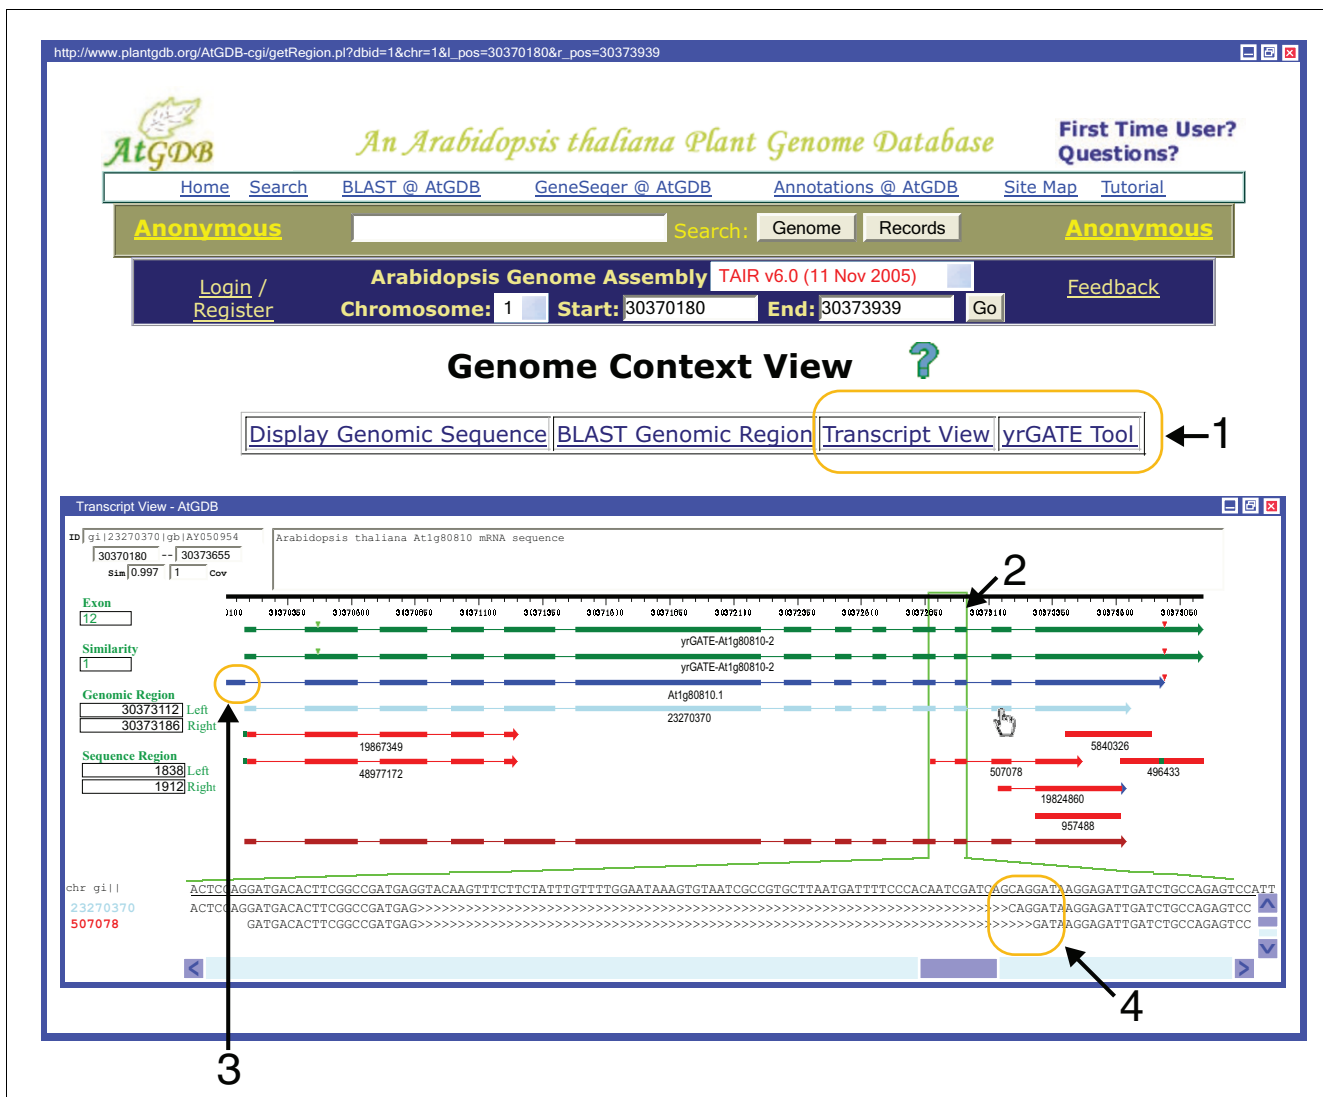 http://www.plantgdb.org/AtGDB-cgi/getRegion.pl?dbid=1&chr=1&l_pos=30370180&r_pos=30373939
AtGDB
An Arabidopsis thaliana Plant Genome Database
First Time User?
Questions?
Home Search BLAST @ AtGDB GeneSeqer @ AtGDB Annotations @ AtGDB Site Map Tutorial
Anonymous Search: Genome Records Anonymous
Login /
Register
Arabidopsis Genome Assembly TAIR v6.0 (11 Nov 2005)
Chromosome: 1 Start: 30370180 End: 30373939 Go
Feedback
Genome Context View ?
Display Genomic Sequence BLAST Genomic Region Transcript View yrGATE Tool
1
Transcript View - AtGDB
ID gi|23270370|gb|AY050954 Arabidopsis thaliana At1g80810 mRNA sequence
30370180 -- 30373655
Sim 0.997 1 Cov
2
Exon
12
yrGATE-At1g80810-2
Similarity
1
yrGATE-At1g80810-2
Genomic Region
30373112 Left
30373186 Right
At1g80810.1
23270370
Sequence Region
1838 Left
1912 Right
19867349
5840326
48977172
507078
496433
19824860
957488
chr gi||
23270370
507078
4
3